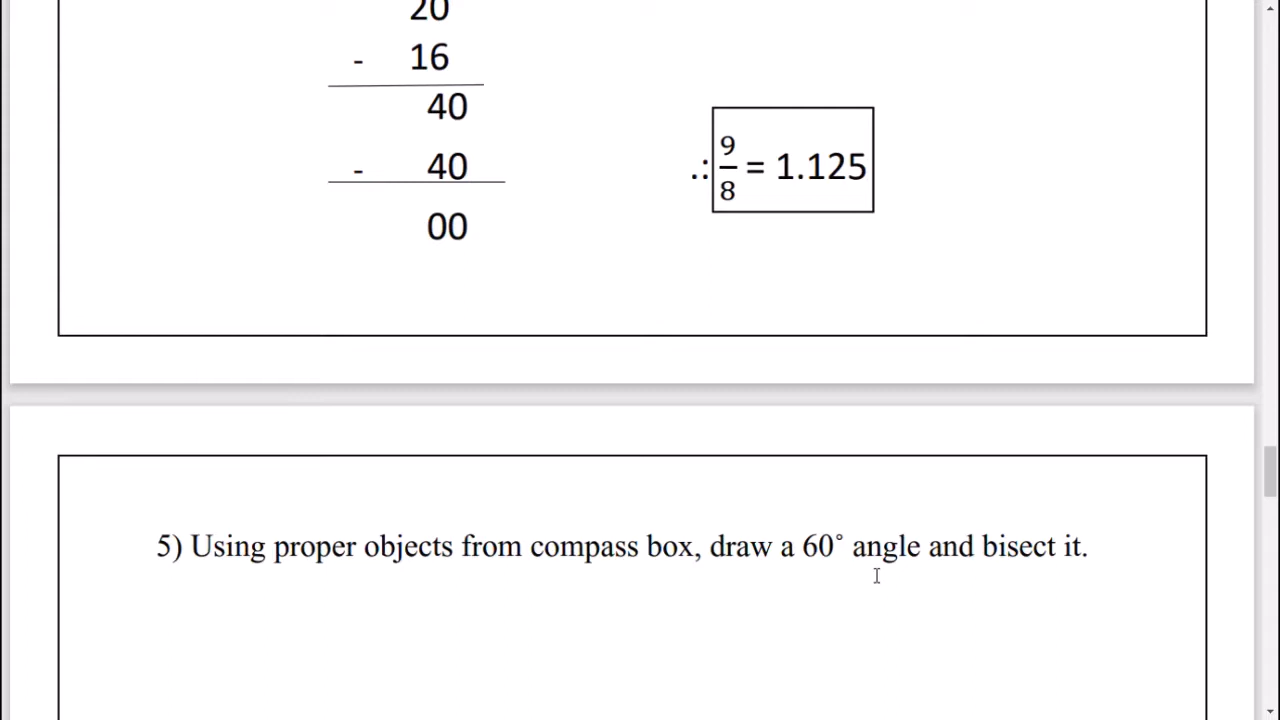 20
- 16
40
- 40
00
∴ 9/8 = 1.125
5) Using proper objects from compass box, draw a 60˚ angle and bisect it.